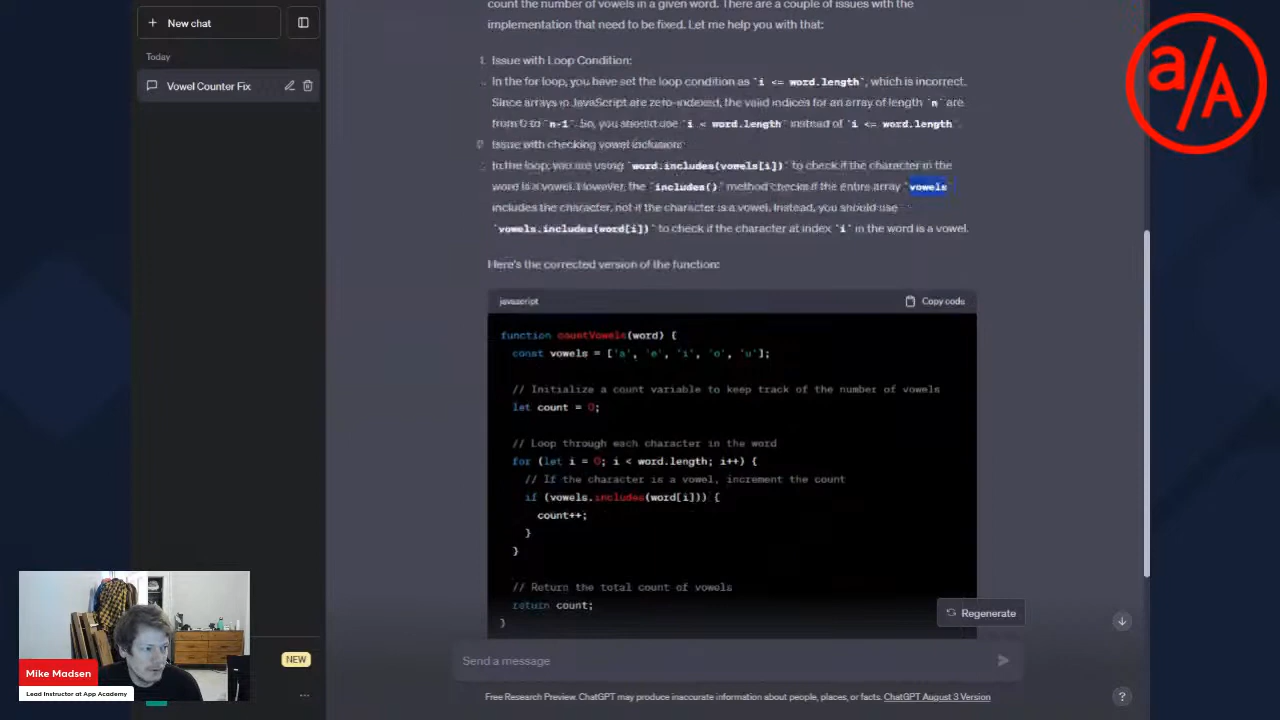 New chat
Today
Vowel Counter Fix
count the number of vowels in a given word. There are a couple of issues with the
implementation that need to be fixed. Let me help you with that:
Issue with Loop Condition:
In the for loop, you have set the loop condition as `i <= word.length`, which is incorrect.
Since arrays in JavaScript are zero-indexed, the valid indices for an array of length `n` are
from 0 to `n-1`. So, you should use `i < word.length` instead of `i <= word.length`.
Issue with checking vowel inclusion:
In the loop, you are using `word.includes(vowels[i])` to check if the character in the
word is a vowel. However, the `includes()` method checks if the entire array `vowels`
includes the character, not if the character is a vowel. Instead, you should use
`vowels.includes(word[i])` to check if the character at index `i` in the word is a vowel.
Here's the corrected version of the function:
javascript
Copy code
function countVowels(word) {
const vowels = ['a', 'e', 'i', 'o', 'u'];
// Initialize a count variable to keep track of the number of vowels
let count = 0;
// Loop through each character in the word
for (let i = 0; i < word.length; i++) {
// If the character is a vowel, increment the count
if (vowels.includes(word[i])) {
count++;
}
}
// Return the total count of vowels
return count;
}
Regenerate
Send a message
Free Research Preview. ChatGPT may produce inaccurate information about people, places, or facts. ChatGPT August 3 Version
?
NEW
...
Mike Madsen
Lead Instructor at App Academy
a/A